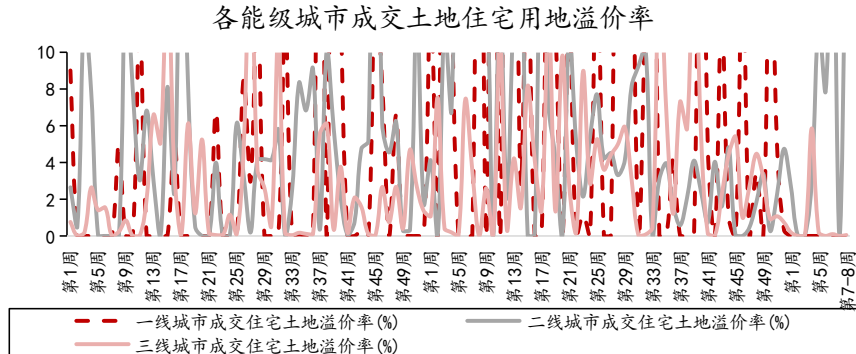 各能级城市成交土地住宅用地溢价率
10
8
6
4
2
0
第1周 第5周 第9周 第13周 第17周 第21周 第25周 第29周 第33周 第37周 第41周 第45周 第49周 第1周 第5周 第9周 第13周 第17周 第21周 第25周 第29周 第33周 第37周 第41周 第45周 第49周 第1周 第5周 第7-8周
一线城市成交住宅土地溢价率(%) 二线城市成交住宅土地溢价率(%)
三线城市成交住宅土地溢价率(%)